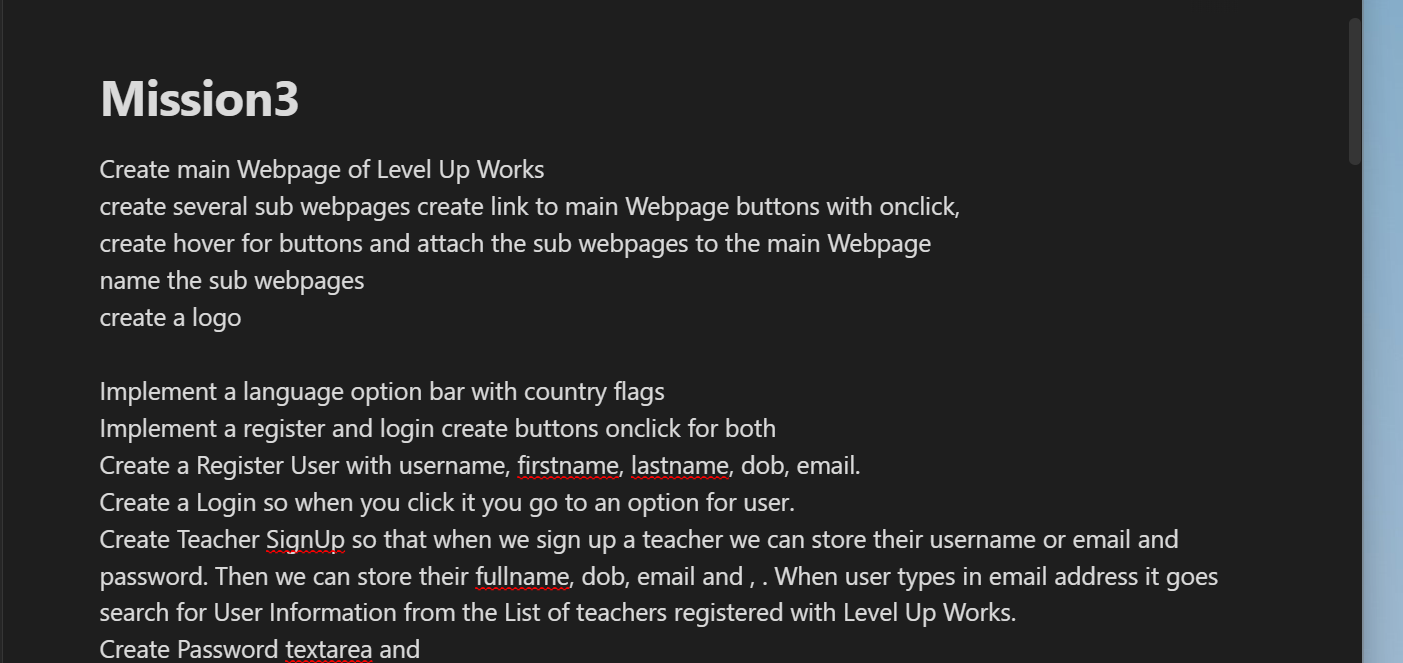 Mission3
Create main Webpage of Level Up Works
create several sub webpages create link to main Webpage buttons with onclick,
create hover for buttons and attach the sub webpages to the main Webpage
name the sub webpages
create a logo
Implement a language option bar with country flags
Implement a register and login create buttons onclick for both
Create a Register User with username, firstname, lastname, dob, email.
Create a Login so when you click it you go to an option for user.
Create Teacher SignUp so that when we sign up a teacher we can store their username or email and
password. Then we can store their fullname, dob, email and , . When user types in email address it goes
search for User Information from the List of teachers registered with Level Up Works.
Create Password textarea and